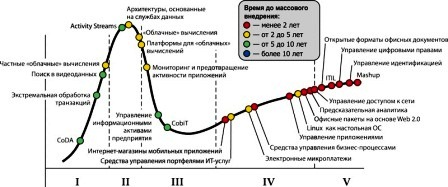 Время до массового
внедрения:
– менее 2 лет
– от 2 до 5 лет
– от 5 до 10 лет
– более 10 лет
Архитектуры, основанные
на службах данных
Activity Streams
«Облачные» вычисления
Платформы для «облачных»
вычислений
Частные «облачные» вычисления
Поиск в видеоданных
Мониторинг и предотвращение
активности приложений
Экстремальная обработка
транзакций
CoDA
Управление
информационными
активами
предприятия
CobiT
Интернет-магазины мобильных приложений
Средства управления портфелями ИТ-услуг
Открытые форматы офисных документов
Управление цифровыми правами
Управление идентификацией
ITIL
Mashup
Управление доступом к сети
Предсказательная аналитика
Офисные пакеты на основе Web 2.0
Linux как настольная ОС
Управление приложениями
Средства управления бизнес-процессами
Электронные микроплатежи
I
II
III
IV
V